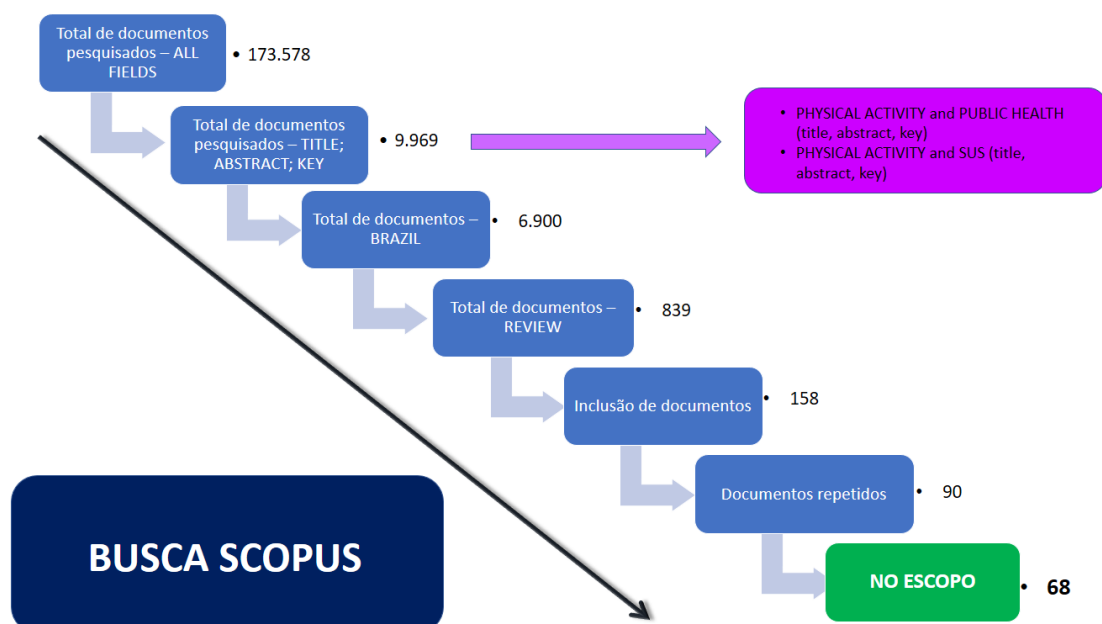 Total de documentos
pesquisados – ALL
FIELDS
• 173.578
Total de documentos
pesquisados – TITLE;
ABSTRACT; KEY
• 9.969
• PHYSICAL ACTIVITY and PUBLIC HEALTH
(title, abstract, key)
• PHYSICAL ACTIVITY and SUS (title,
abstract, key)
Total de documentos –
BRAZIL
• 6.900
Total de documentos –
REVIEW
• 839
Inclusão de documentos
• 158
Documentos repetidos
• 90
BUSCA SCOPUS
NO ESCOPO
• 68